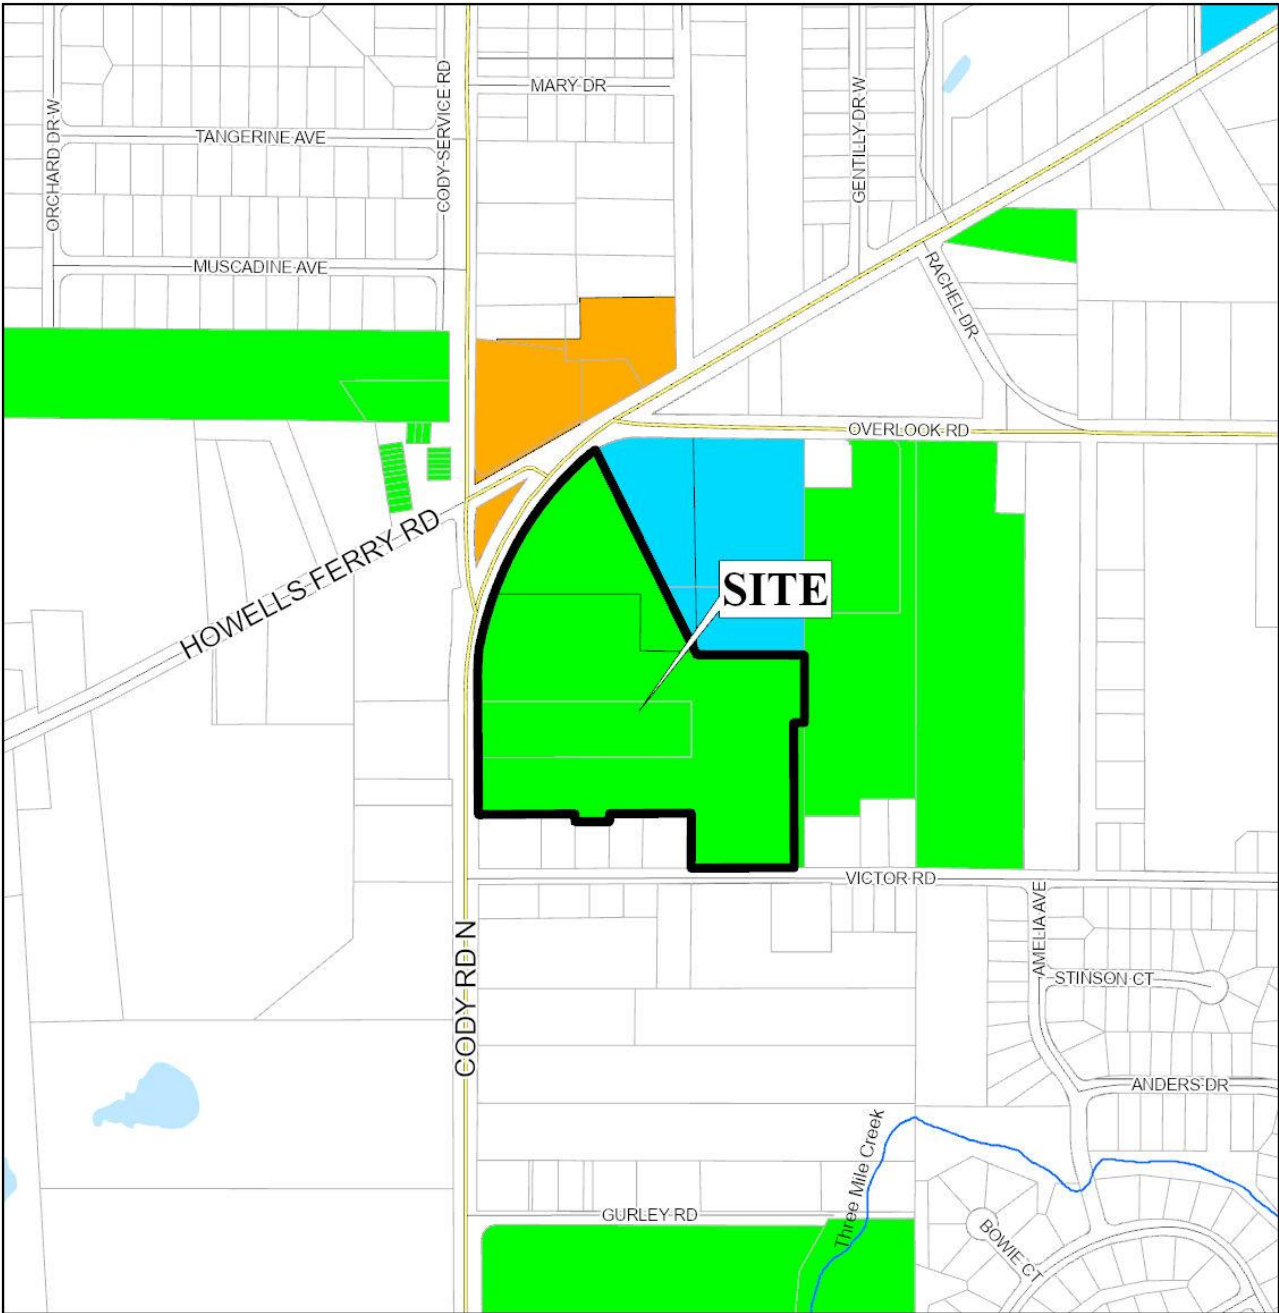 MARY DR
TANGERINE AVE
ORCHARD DR W
CODY SERVICE RD
GENTILLY DR W
MUSCADINE AVE
RACHEL DR
OVERLOOK RD
SITE
HOWELLS FERRY RD
VICTOR RD
AMELIA AVE
STINSON CT
CODY RD N
ANDERS DR
Three Mile Creek
GURLEY RD
BOWIE CT